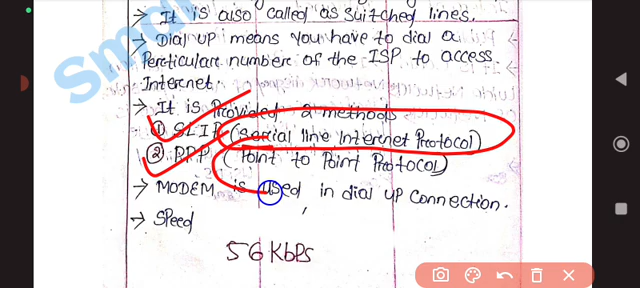 → It is also called as switched lines.
→ Dial up means you have to dial a
Perticulare number of the ISP to access
Internet.
→ It is Provided 2 methods
① SLIP (Serial line Internet Protocol)
② PPP (Point to Point Protocol)
→ MODEM is used in dial up connection.
→ Speed
56 Kbps